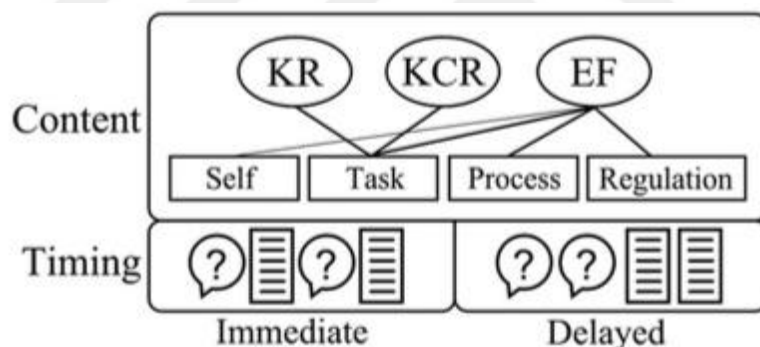 KR KCR EF
Content
Self Task Process Regulation
Timing ? ? ? ?
Immediate Delayed